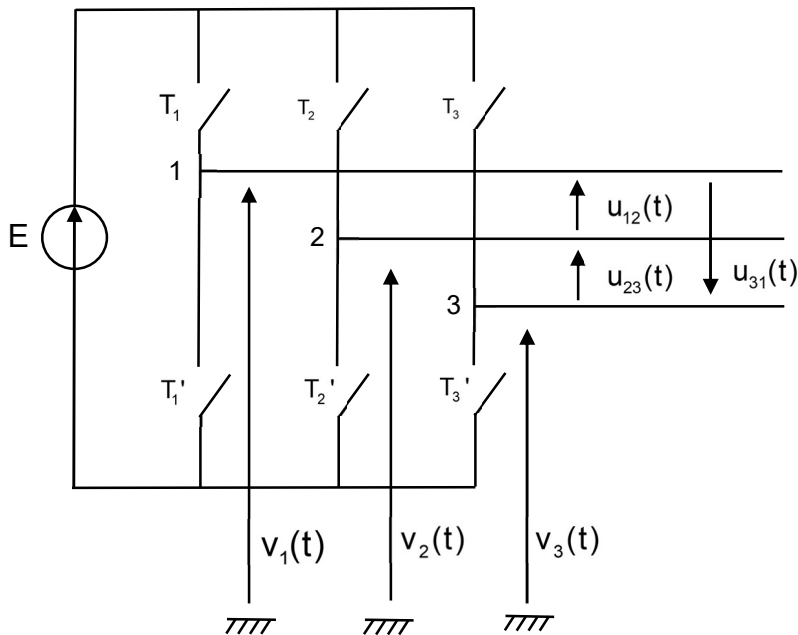 T₁ T₂ T₃
1
u₁₂(t)
E
2
u₂₃(t) u₃₁(t)
3
T₁' T₂' T₃'
v₁(t) v₂(t) v₃(t)